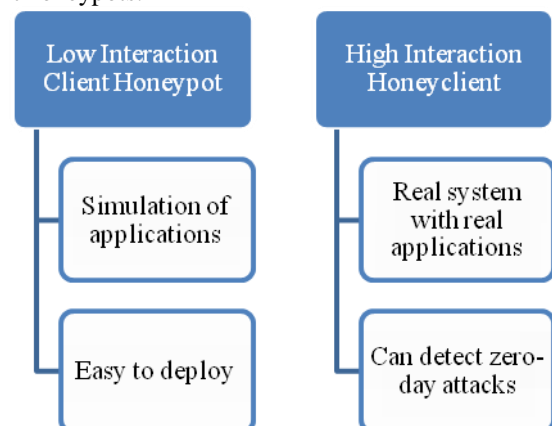 Low Interaction
Client Honeypot
Simulation of
applications
Easy to deploy
High Interaction
Honeyclient
Real system
with real
applications
Can detect zero-
day attacks